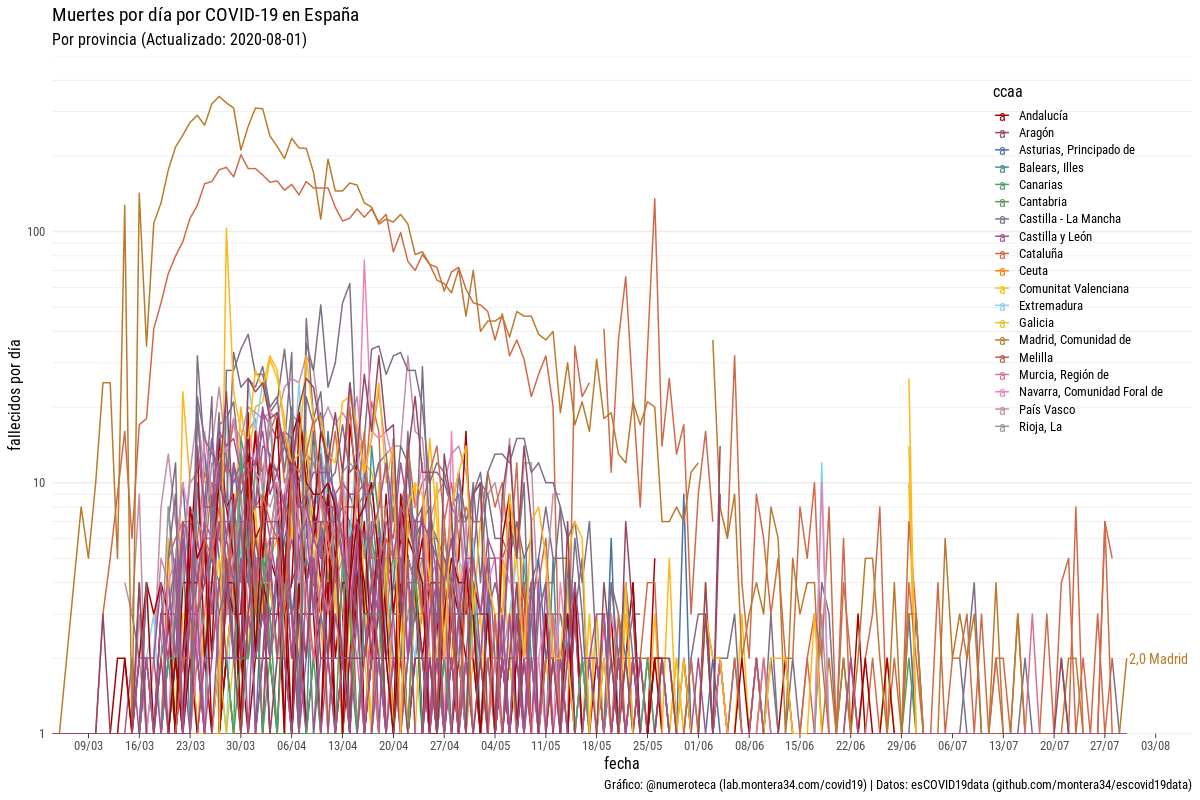 Muertes por día por COVID-19 en España
Por provincia (Actualizado: 2020-08-01)
ccaa
Andalucía
Aragón
Asturias, Principado de
Balears, Illes
Canarias
Cantabria
Castilla - La Mancha
Castilla y León
Cataluña
Ceuta
Comunitat Valenciana
Extremadura
Galicia
Madrid, Comunidad de
Melilla
Murcia, Región de
Navarra, Comunidad Foral de
País Vasco
Rioja, La
fallecidos por día
100
10
1
2,0 Madrid
09/03 16/03 23/03 30/03 06/04 13/04 20/04 27/04 04/05 11/05 18/05 25/05 01/06 08/06 15/06 22/06 29/06 06/07 13/07 20/07 27/07 03/08
fecha
Gráfico: @numeroteca (lab.montera34.com/covid19) | Datos: esCOVID19data (github.com/montera34/escovid19data)